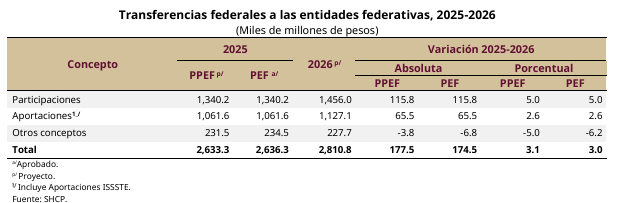 Transferencias federales a las entidades federativas, 2025-2026
(Miles de millones de pesos)
Concepto 2025 2026 p/ Variación 2025-2026
PPEF p/ PEF a/ Absoluta Porcentual
PPEF PEF PPEF PEF
Participaciones 1,340.2 1,340.2 1,456.0 115.8 115.8 5.0 5.0
Aportaciones 1_/ 1,061.6 1,061.6 1,127.1 65.5 65.5 2.6 2.6
Otros conceptos 231.5 234.5 227.7 -3.8 -6.8 -5.0 -6.2
Total 2,633.3 2,636.3 2,810.8 177.5 174.5 3.1 3.0
a/ Aprobado.
p/ Proyecto.
1/ Incluye Aportaciones ISSSTE.
Fuente: SHCP.